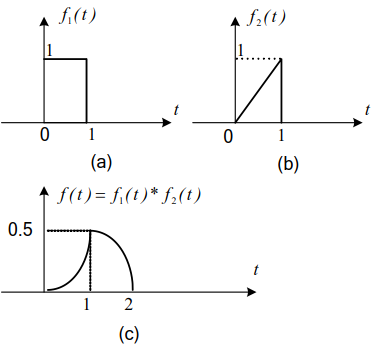 f₁(t)
1
t
0 1
(a)
f₂(t)
1
t
0 1
(b)
f(t) = f₁(t) * f₂(t)
0.5
t
1 2
(c)